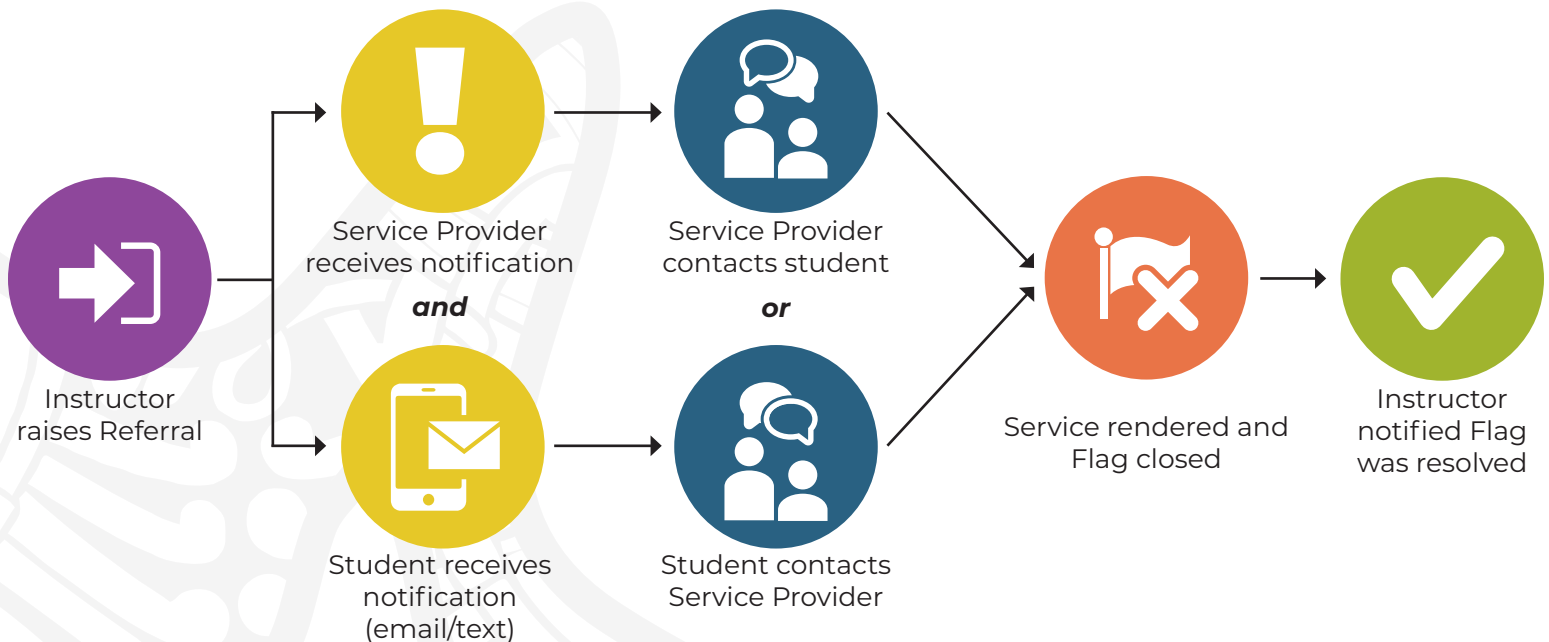 Instructor
raises Referral
Service Provider
receives notification
and
Student receives
notification
(email/text)
Service Provider
contacts student
or
Student contacts
Service Provider
Service rendered and
Flag closed
Instructor
notified Flag
was resolved